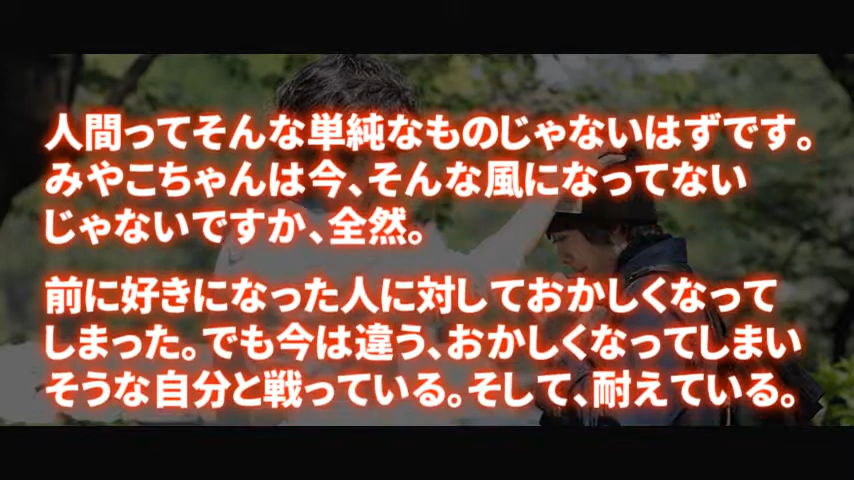 人間ってそんな単純なものじゃないはずです。
みやこちゃんは今、そんな風になってない
じゃないですか、全然。
前に好きになった人に対しておかしくなって
しまった。でも今は違う、おかしくなってしまい
そうな自分と戦っている。そして、耐えている。